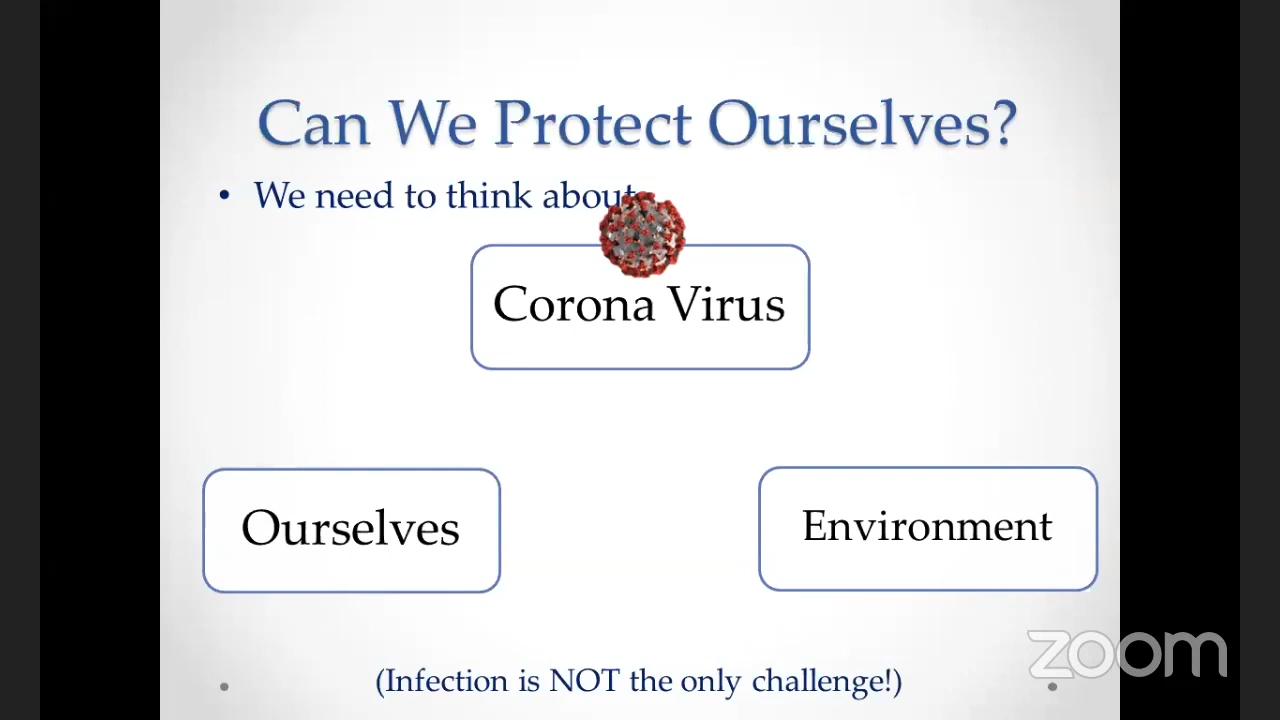 Can We Protect Ourselves?
• We need to think about
Corona Virus
Ourselves
Environment
(Infection is NOT the only challenge!)
zoom